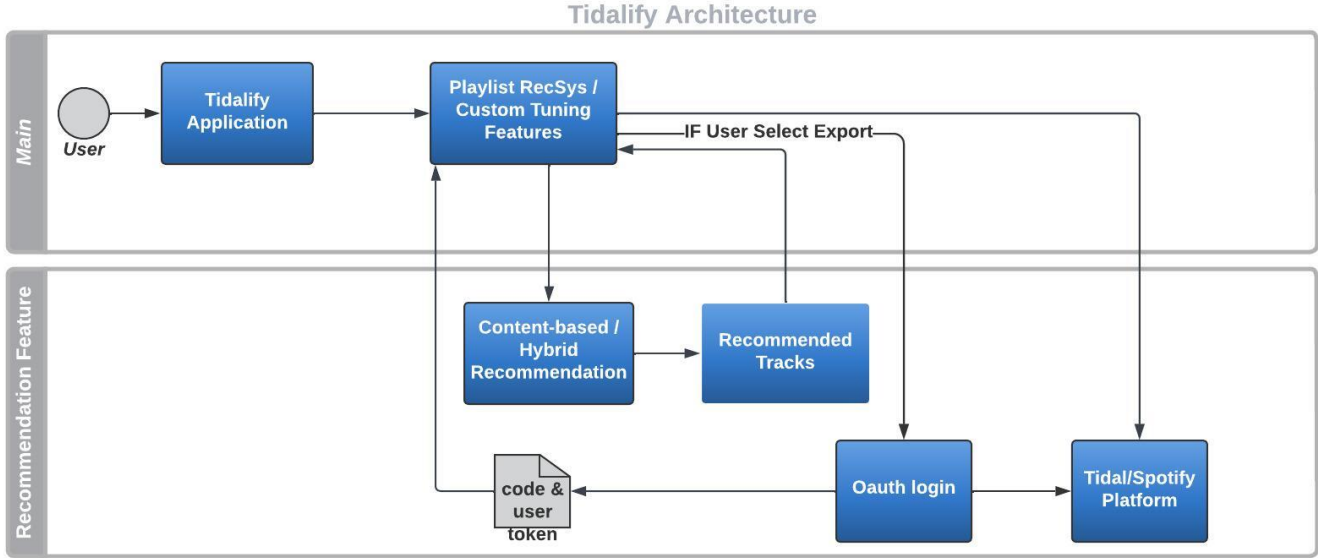 Tidalify Architecture
Main
User
Tidalify
Application
Playlist RecSys /
Custom Tuning
Features
IF User Select Export
Recommendation Feature
Content-based /
Hybrid
Recommendation
Recommended
Tracks
code &
user
token
Oauth login
Tidal/Spotify
Platform